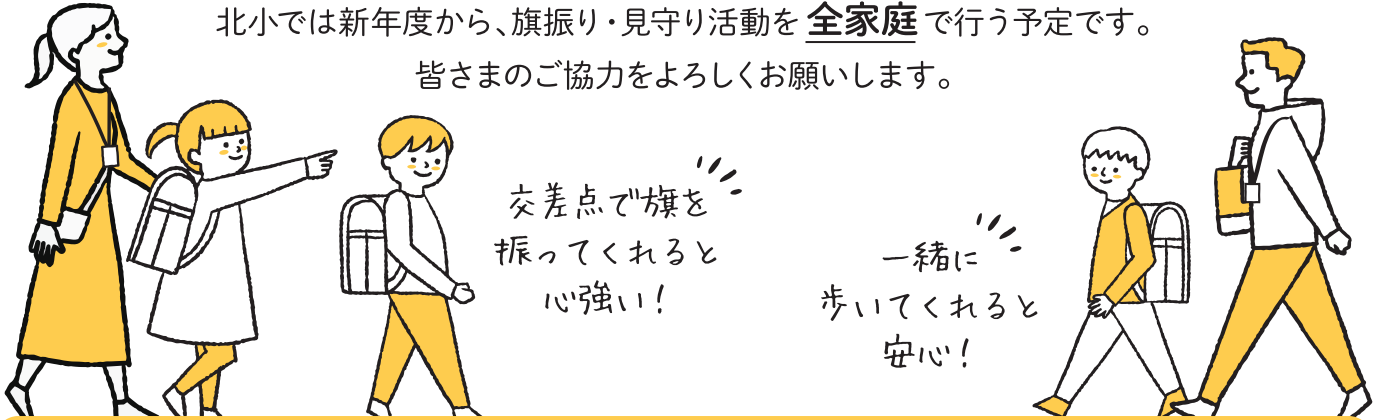 北小では新年度から、旗振り・見守り活動を 全家庭 で行う予定です。
皆さまのご協力をよろしくお願いします。
交差点で旗を
振ってくれると
心強い！
一緒に
歩いてくれると
安心！